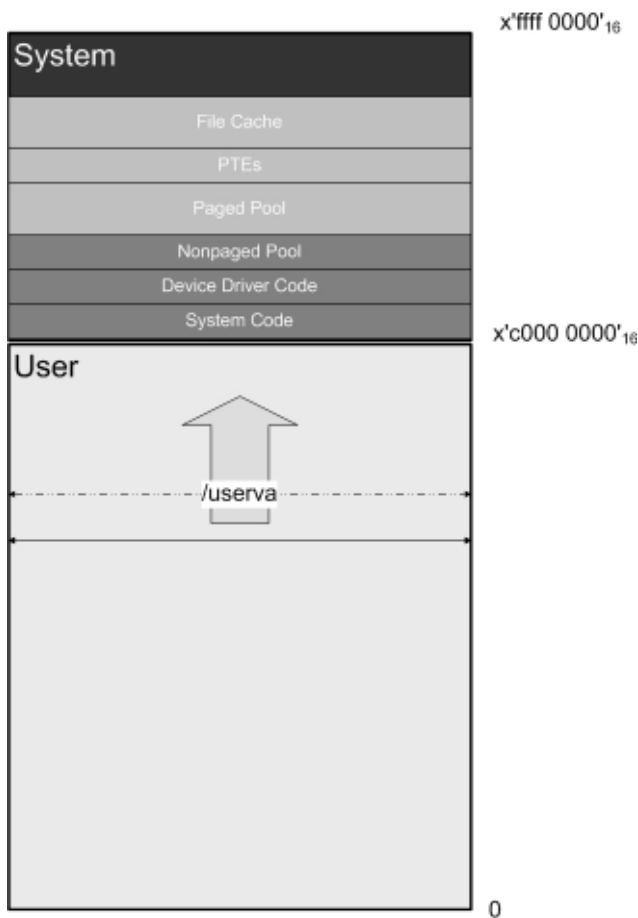 x'ffff 0000'₁₆
System
File Cache
PTEs
Paged Pool
Nonpaged Pool
Device Driver Code
System Code
x'c000 0000'₁₆
User
/userva
0